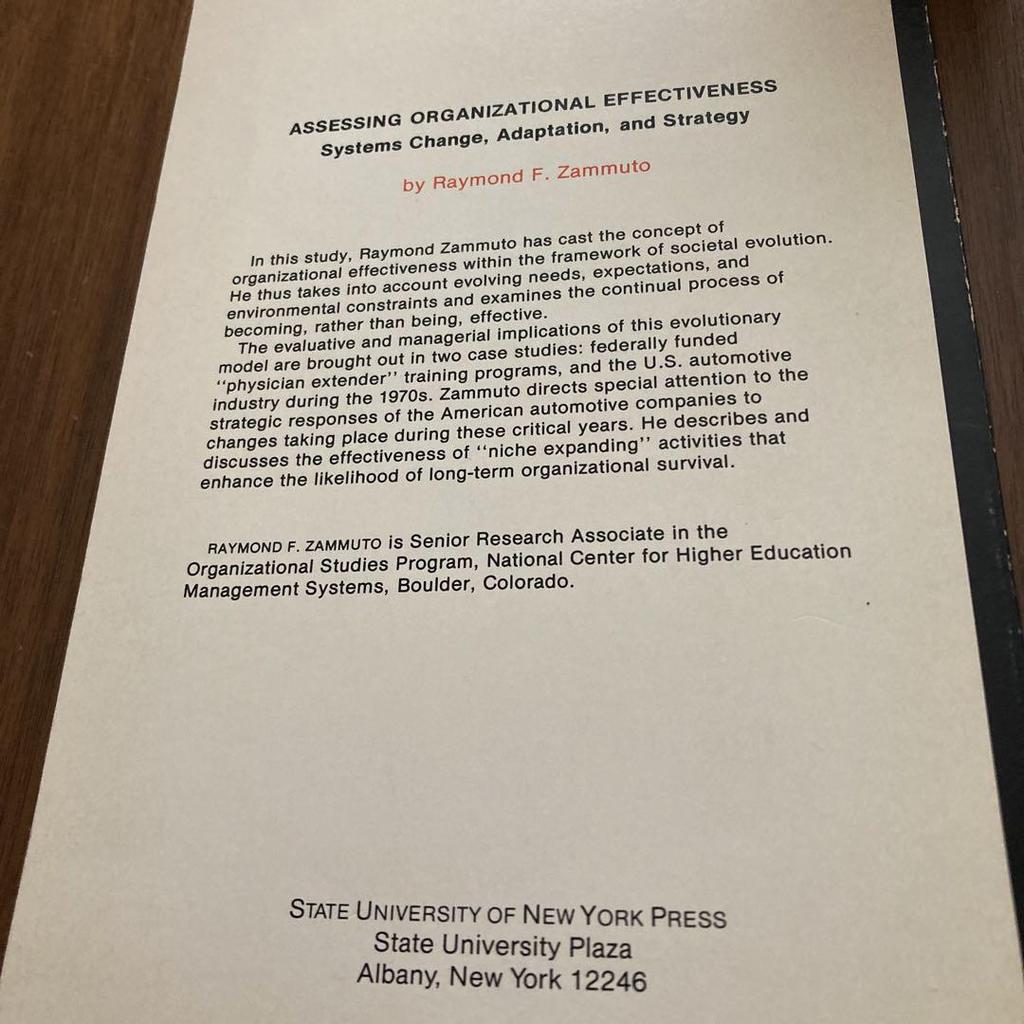 ASSESSING ORGANIZATIONAL EFFECTIVENESS
Systems Change, Adaptation, and Strategy
by Raymond F. Zammuto
In this study, Raymond Zammuto has cast the concept of
organizational effectiveness within the framework of societal evolution.
He thus takes into account evolving needs, expectations, and
environmental constraints and examines the continual process of
becoming, rather than being, effective.
The evaluative and managerial implications of this evolutionary
model are brought out in two case studies: federally funded
‘‘physician extender’’ training programs, and the U.S. automotive
industry during the 1970s. Zammuto directs special attention to the
strategic responses of the American automotive companies to
changes taking place during these critical years. He describes and
discusses the effectiveness of ‘‘niche expanding’’ activities that
enhance the likelihood of long-term organizational survival.
RAYMOND F. ZAMMUTO is Senior Research Associate in the
Organizational Studies Program, National Center for Higher Education
Management Systems, Boulder, Colorado.
STATE UNIVERSITY OF NEW YORK PRESS
State University Plaza
Albany, New York 12246